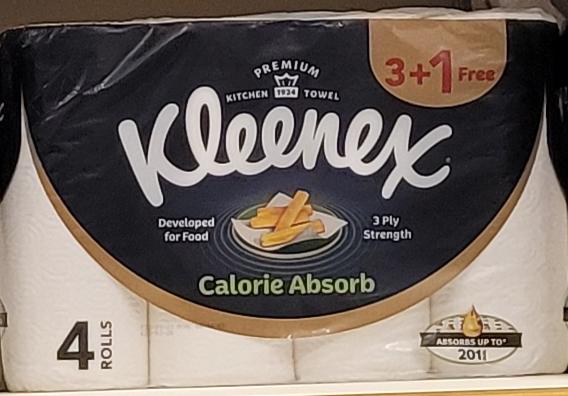 3+1 Free
PREMIUM
KITCHEN 1924 TOWEL
Kleenex
Developed
for Food
3 Ply
Strength
Calorie Absorb
4 ROLLS
ABSORBS UP TO*